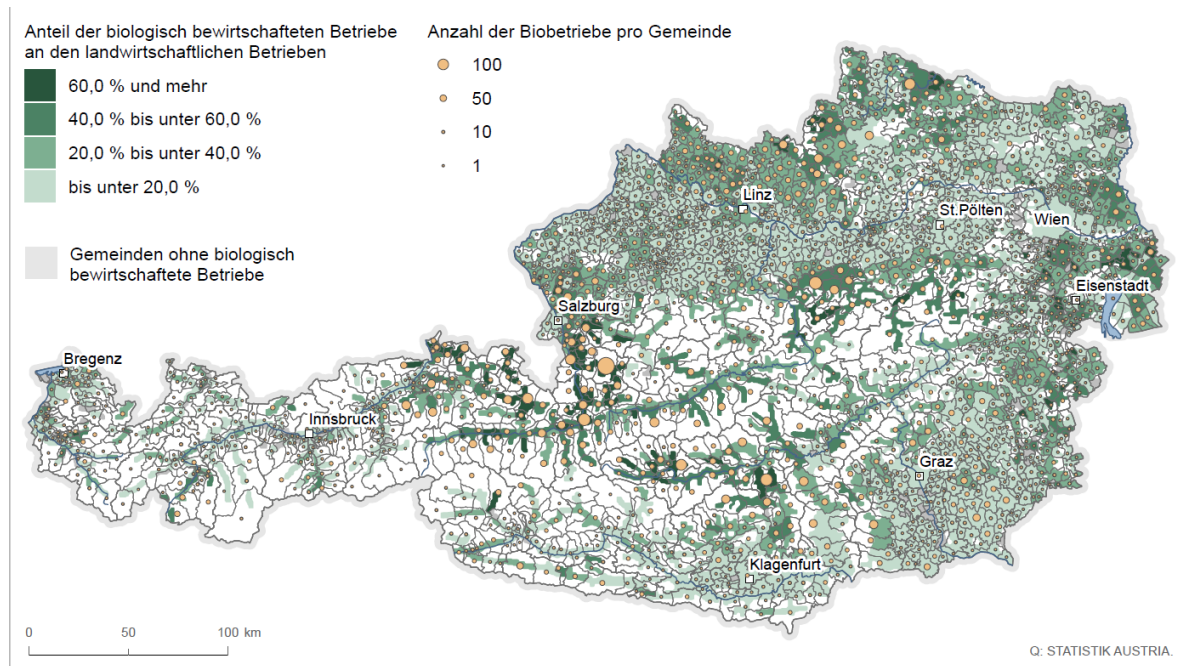 Anteil der biologisch bewirtschafteten Betriebe
an den landwirtschaftlichen Betrieben
60,0 % und mehr
40,0 % bis unter 60,0 %
20,0 % bis unter 40,0 %
bis unter 20,0 %
Gemeinden ohne biologisch
bewirtschaftete Betriebe
Anzahl der Biobetriebe pro Gemeinde
100
50
10
1
Linz
St.Pölten
Wien
Eisenstadt
Salzburg
Bregenz
Innsbruck
Graz
Klagenfurt
0 50 100 km
Q: STATISTIK AUSTRIA.